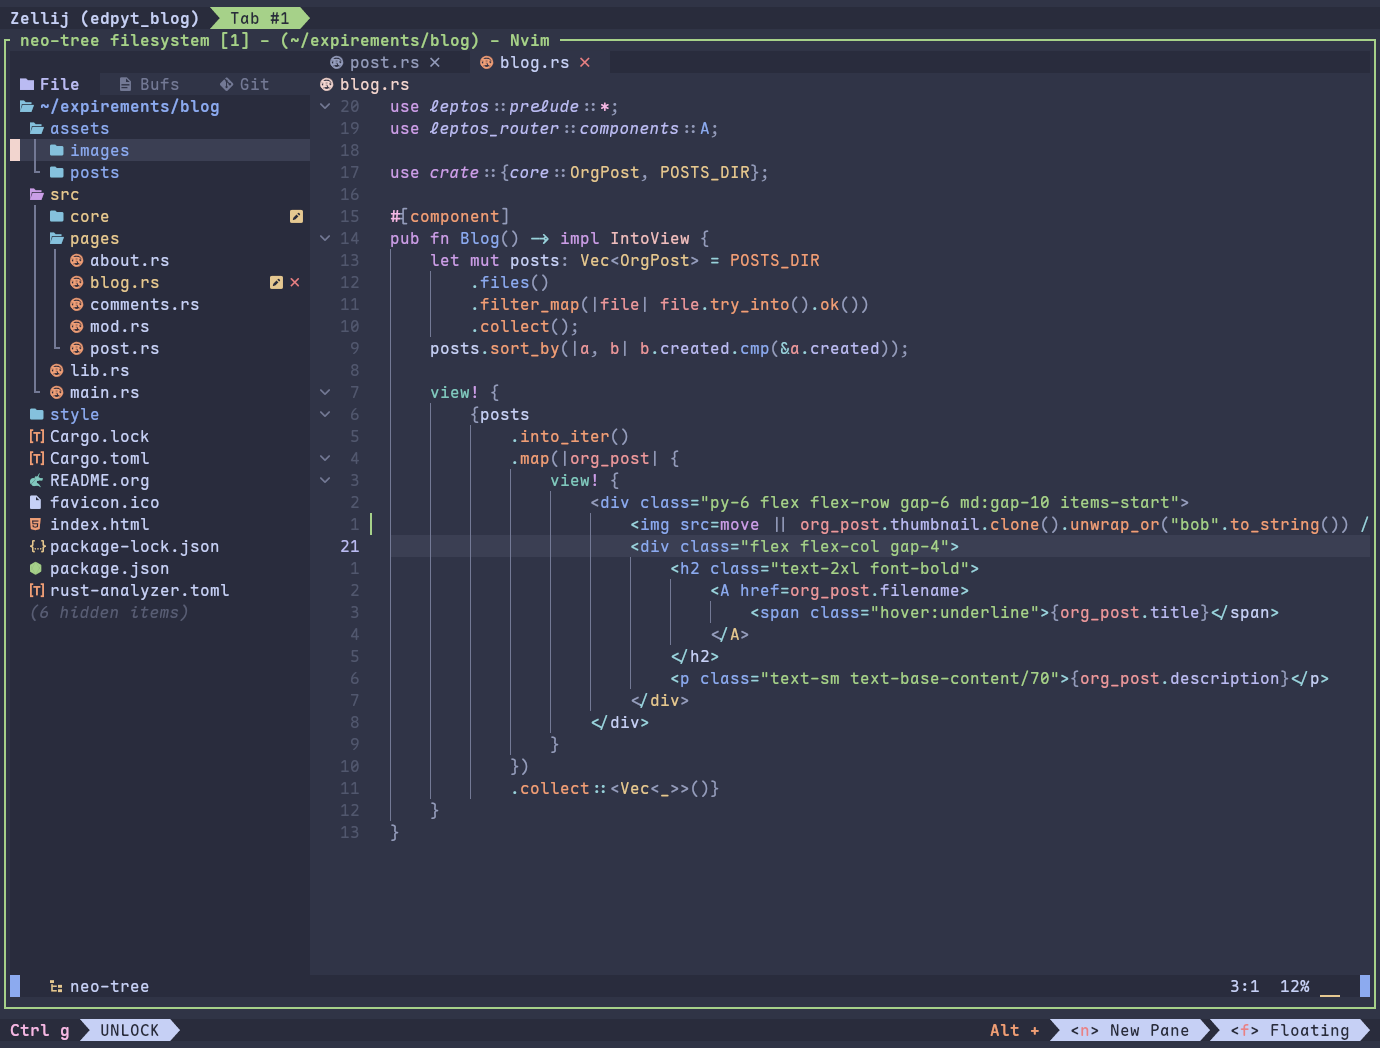 Zellij (edpyt_blog) Tab #1
neo-tree filesystem [1] - (~/expirements/blog) - Nvim
post.rs × blog.rs ×
File Bufs Git
blog.rs
~/expirements/blog
assets
images
posts
src
core
pages
about.rs
blog.rs ×
comments.rs
mod.rs
post.rs
lib.rs
main.rs
style
[T] Cargo.lock
[T] Cargo.toml
README.org
favicon.ico
index.html
{..} package-lock.json
package.json
[T] rust-analyzer.toml
(6 hidden items)
20 use leptos::prelude::*;
19 use leptos_router::components::A;
18
17 use crate::{core::OrgPost, POSTS_DIR};
16
15 #[component]
14 pub fn Blog() -> impl IntoView {
13 let mut posts: Vec<OrgPost> = POSTS_DIR
12 .files()
11 .filter_map(|file| file.try_into().ok())
10 .collect();
9 posts.sort_by(|a, b| b.created.cmp(&a.created));
8
7 view! {
6 {posts
5 .into_iter()
4 .map(|org_post| {
3 view! {
2 <div class="py-6 flex flex-row gap-6 md:gap-10 items-start">
1 <img src=move || org_post.thumbnail.clone().unwrap_or("bob".to_string()) /
21 <div class="flex flex-col gap-4">
1 <h2 class="text-2xl font-bold">
2 <A href=org_post.filename>
3 <span class="hover:underline">{org_post.title}</span>
4 </A>
5 </h2>
6 <p class="text-sm text-base-content/70">{org_post.description}</p>
7 </div>
8 </div>
9 }
10 })
11 .collect::<Vec<_>>()}
12 }
13 }
neo-tree 3:1 12% __
Ctrl g UNLOCK Alt + <n> New Pane <f> Floating